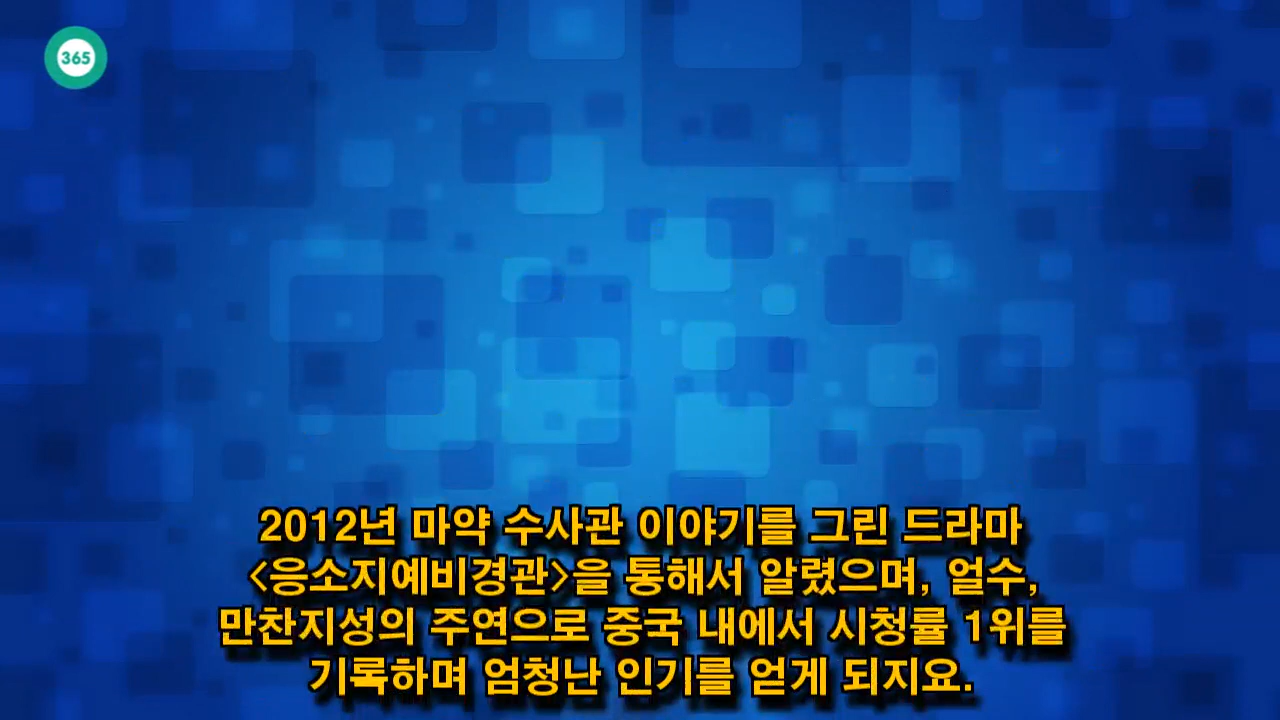 365
2012년 마약 수사관 이야기를 그린 드라마
<응소지예비경관>을 통해서 알렸으며, 얼수,
만찬지성의 주연으로 중국 내에서 시청률 1위를
기록하며 엄청난 인기를 얻게 되지요.